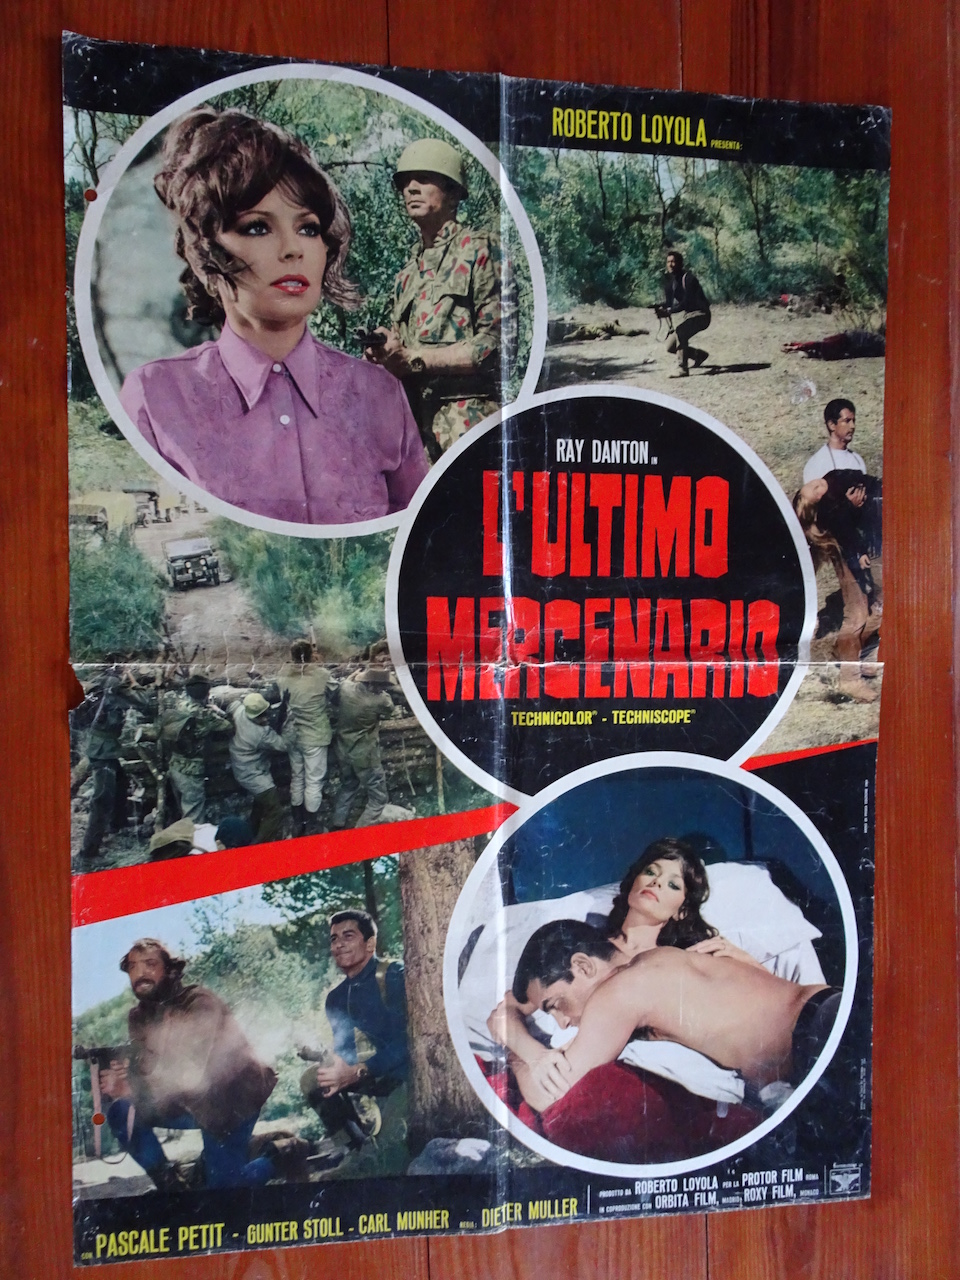 ROBERTO LOYOLA PRESENTA:
RAY DANTON IN
L'ULTIMO
MERCENARIO
TECHNICOLOR® - TECHNISCOPE®
CON PASCALE PETIT - GUNTER STOLL - CARL MUNHER REGIA: DIETER MULLER
PRODOTTO DA ROBERTO LOYOLA PER LA PROTOR FILM ROMA
IN COPRODUZIONE CON ORBITA FILM, MADRID, ROXY FILM, MONACO